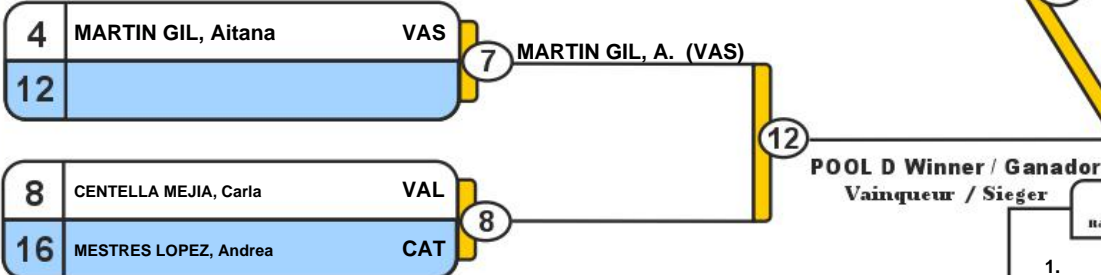 4 MARTIN GIL, Aitana VAS
12
7 MARTIN GIL, A. (VAS)
12
8 CENTELLA MEJIA, Carla VAL
16 MESTRES LOPEZ, Andrea CAT
8
POOL D Winner / Ganador
Vainqueur / Sieger
1.